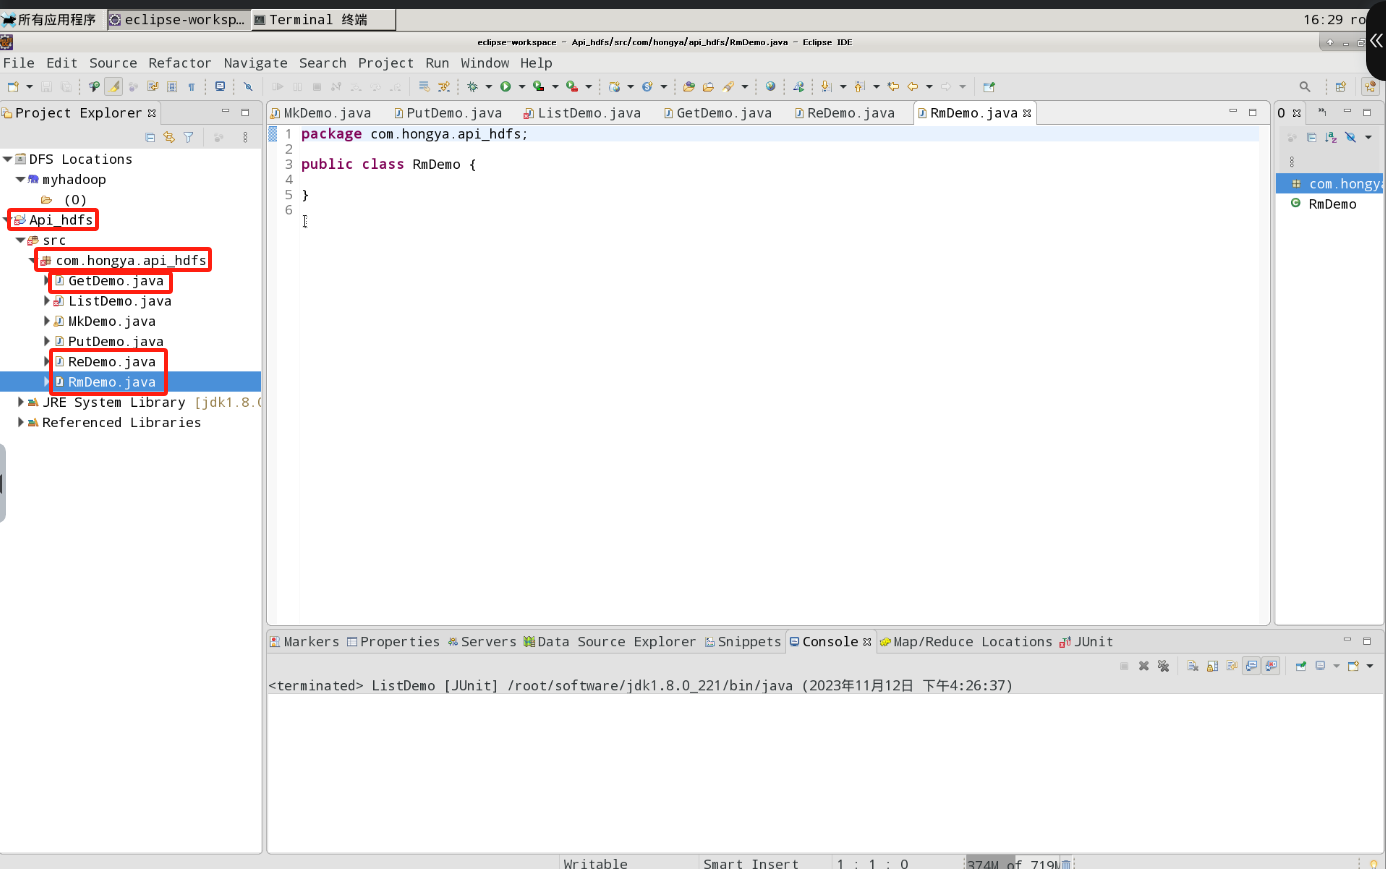 所有应用程序 eclipse-worksp... Terminal 终端 16:29 ro
eclipse-workspace - Api_hdfs/src/com/hongya/api_hdfs/RmDemo.java - Eclipse IDE
File Edit Source Refactor Navigate Search Project Run Window Help
Project Explorer
MkDemo.java PutDemo.java ListDemo.java GetDemo.java ReDemo.java RmDemo.java
DFS Locations
myhadoop
(0)
Api_hdfs
src
com.hongya.api_hdfs
GetDemo.java
ListDemo.java
MkDemo.java
PutDemo.java
ReDemo.java
RmDemo.java
JRE System Library [jdk1.8.0
Referenced Libraries
1 package com.hongya.api_hdfs;
2
3 public class RmDemo {
4
5 }
6
O
com.hongya
RmDemo
Markers Properties Servers Data Source Explorer Snippets Console Map/Reduce Locations JUnit
<terminated> ListDemo [JUnit] /root/software/jdk1.8.0_221/bin/java (2023年11月12日 下午4:26:37)
Writable Smart Insert 1 : 1 : 0 374M of 719M